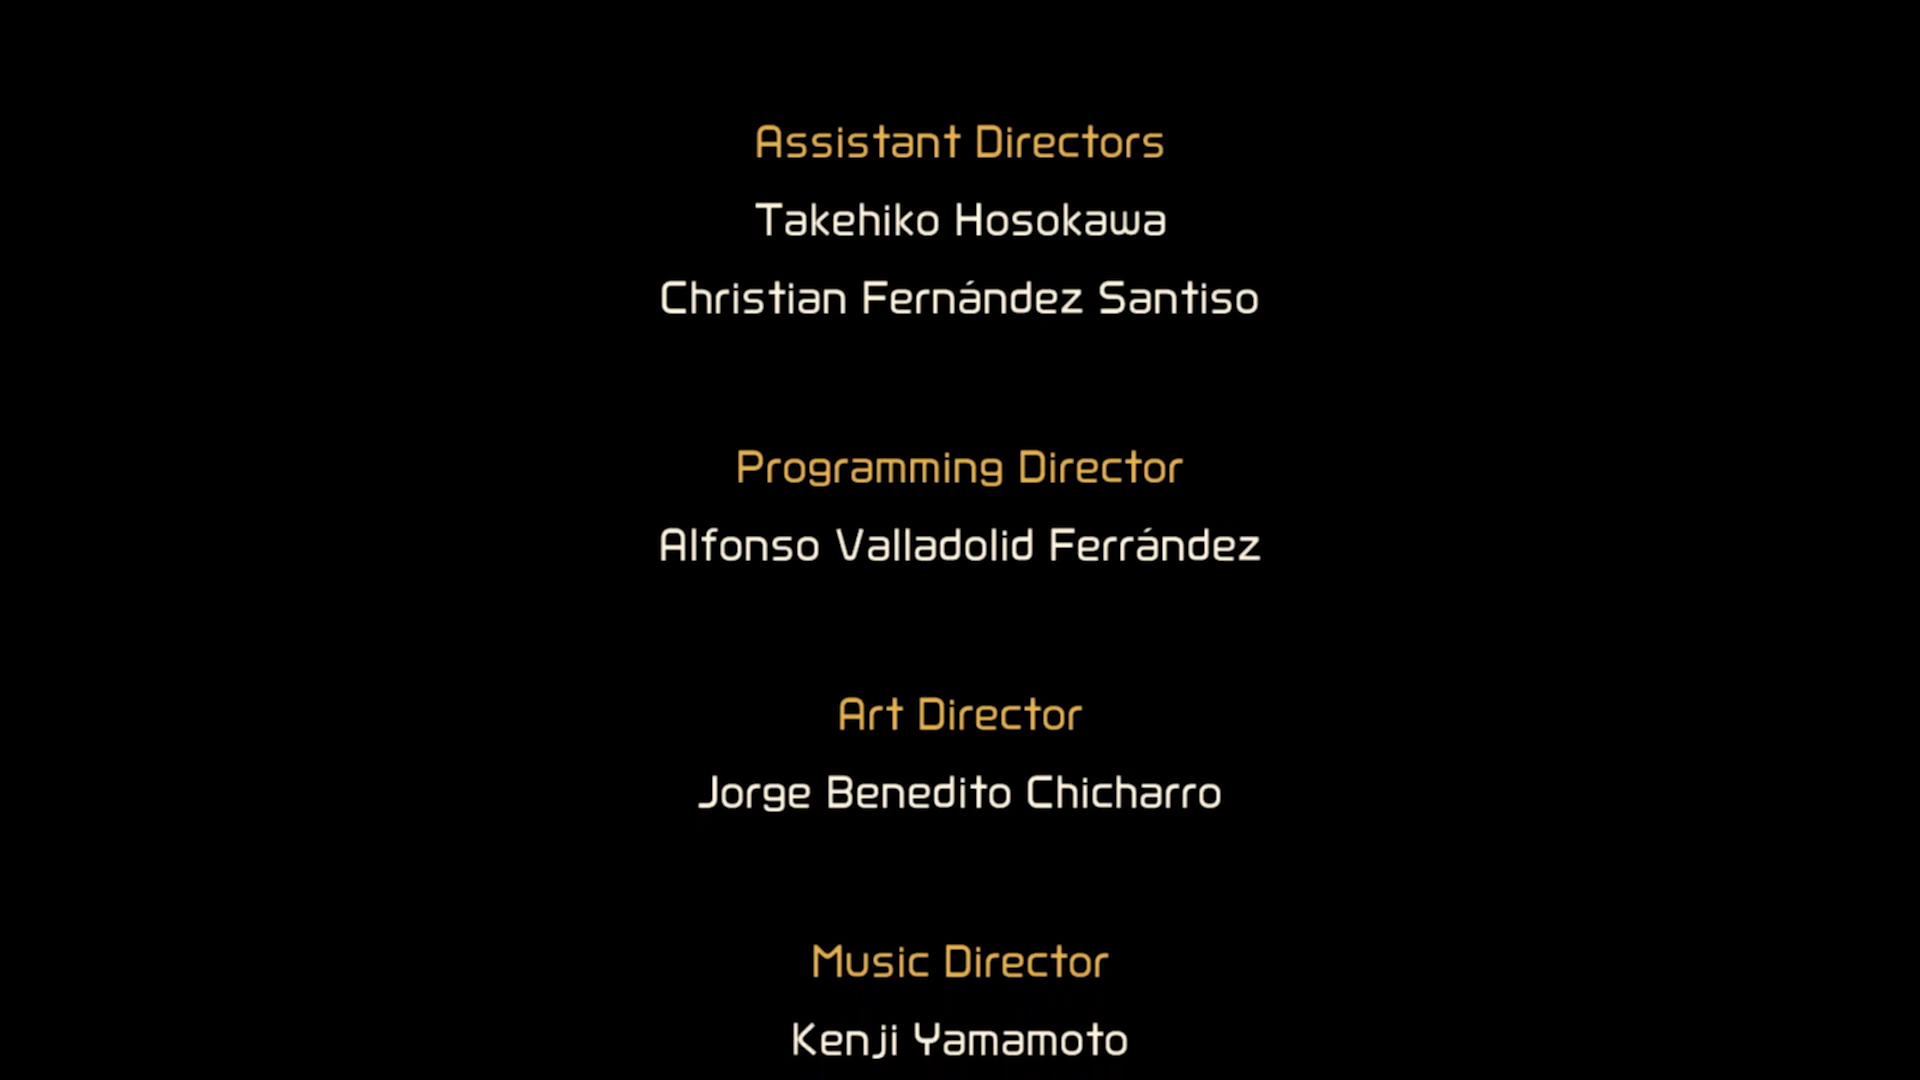 Assistant Directors
Takehiko Hosokawa
Christian Fernández Santiso
Programming Director
Alfonso Valladolid Ferrández
Art Director
Jorge Benedito Chicharro
Music Director
Kenji Yamamoto